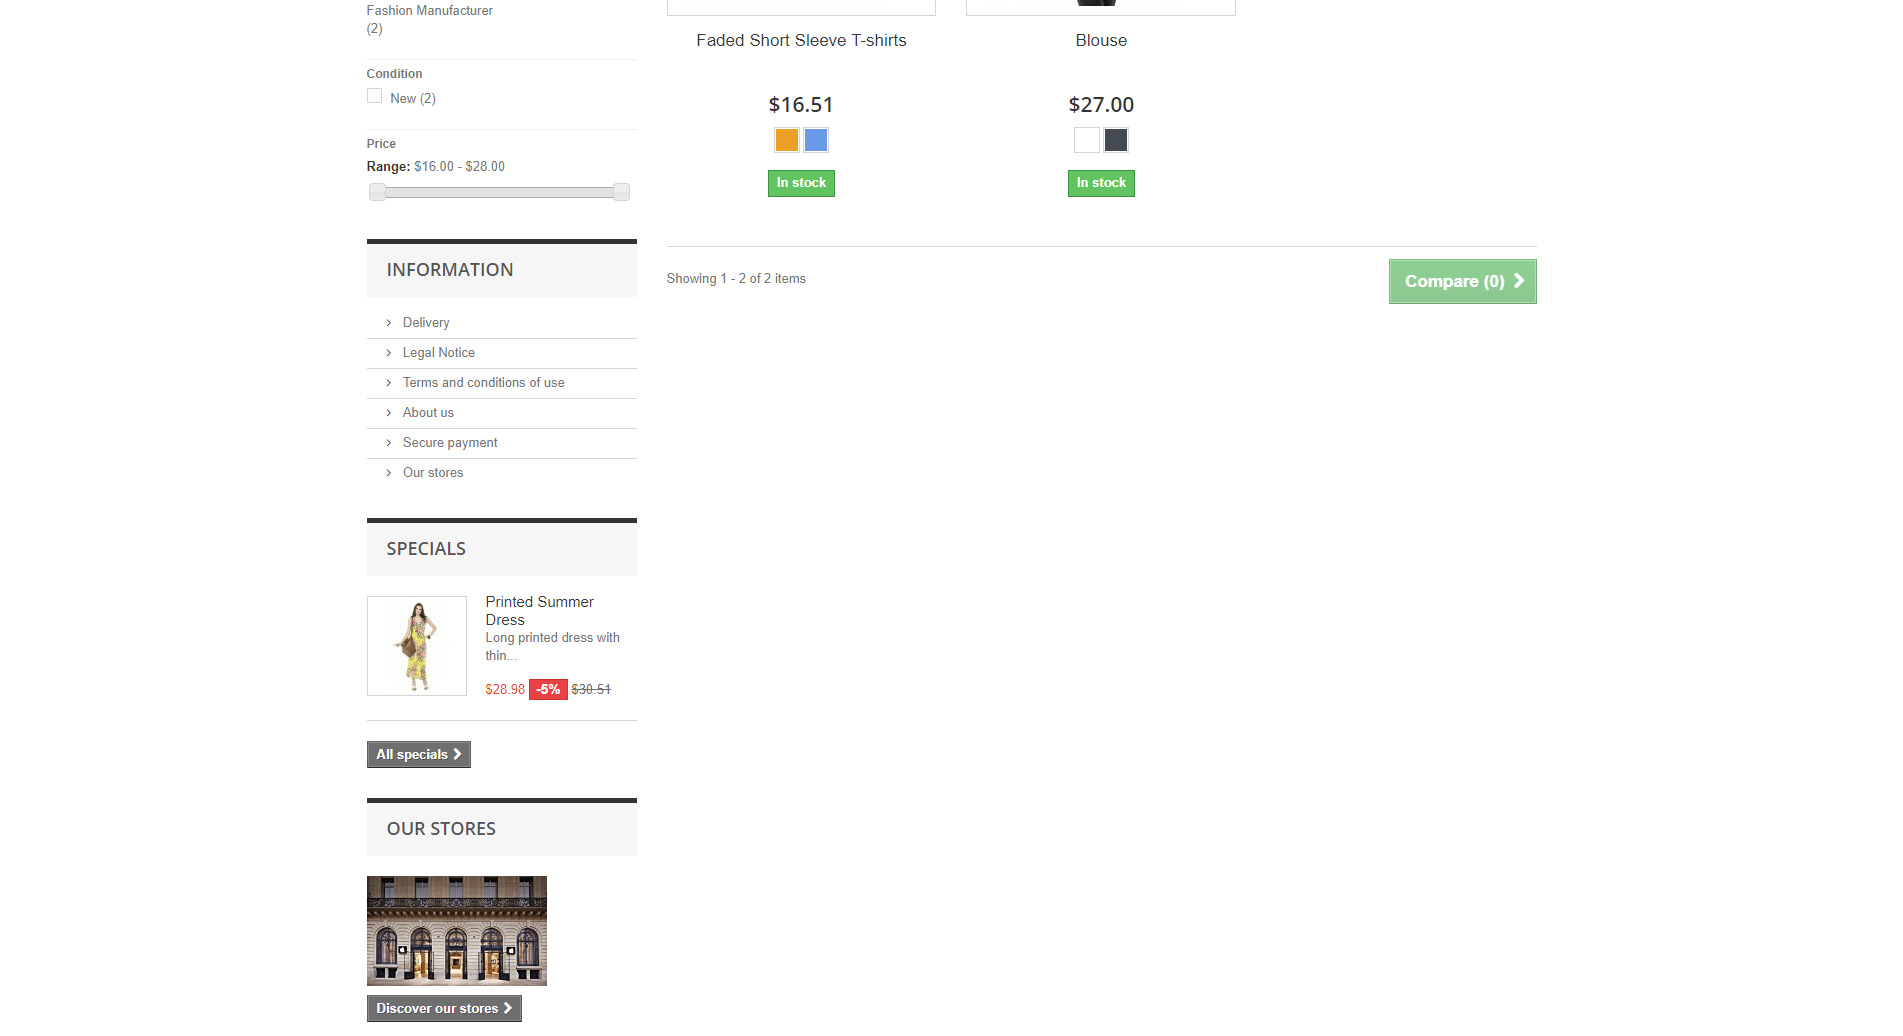 Fashion Manufacturer
(2)
Condition
New (2)
Price
Range: $16.00 - $28.00
INFORMATION
Delivery
Legal Notice
Terms and conditions of use
About us
Secure payment
Our stores
SPECIALS
Printed Summer
Dress
Long printed dress with
thin...
$28.98 -5% $30.51
All specials
OUR STORES
Discover our stores
Faded Short Sleeve T-shirts
$16.51
In stock
Blouse
$27.00
In stock
Showing 1 - 2 of 2 items
Compare (0)